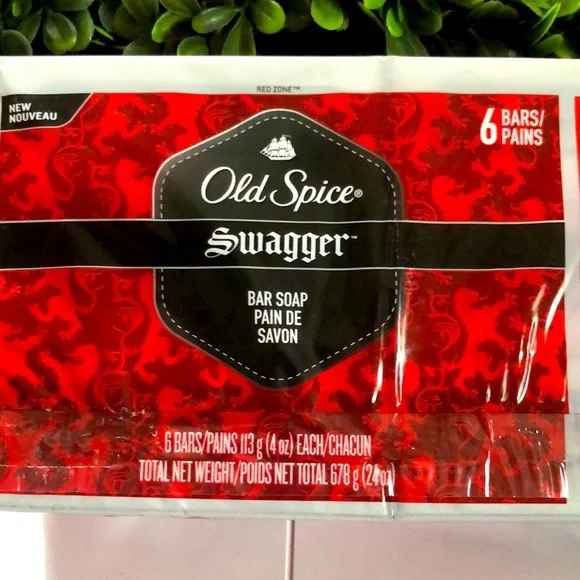 RED ZONE™
NEW
NOUVEAU
6 BARS/
PAINS
Old Spice®
Swagger™
BAR SOAP
PAIN DE
SAVON
6 BARS/PAINS 113 g (4 oz) EACH/CHACUN
TOTAL NET WEIGHT/POIDS NET TOTAL 678 g (24 oz)